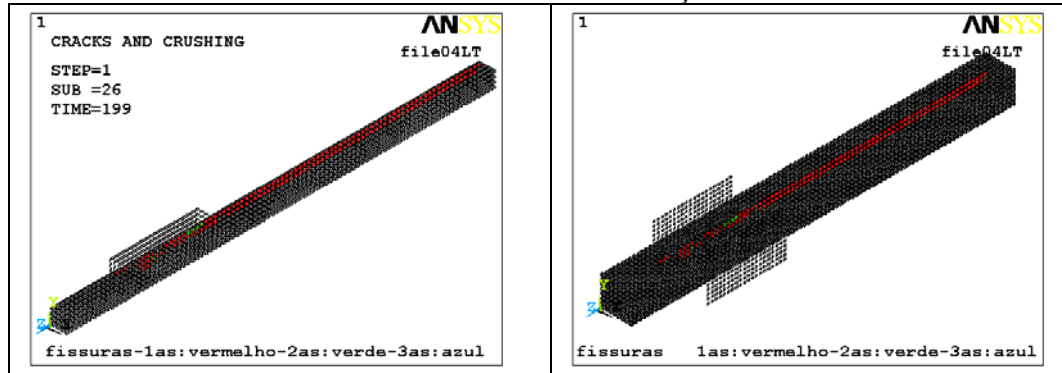 1
ANSYS
CRACKS AND CRUSHING
file04LT
STEP=1
SUB =26
TIME=199
Y
Z
fissuras-1as:vermelho-2as:verde-3as:azul
1
ANSYS
file04LT
Y
Z
fissuras 1as:vermelho-2as:verde-3as:azul